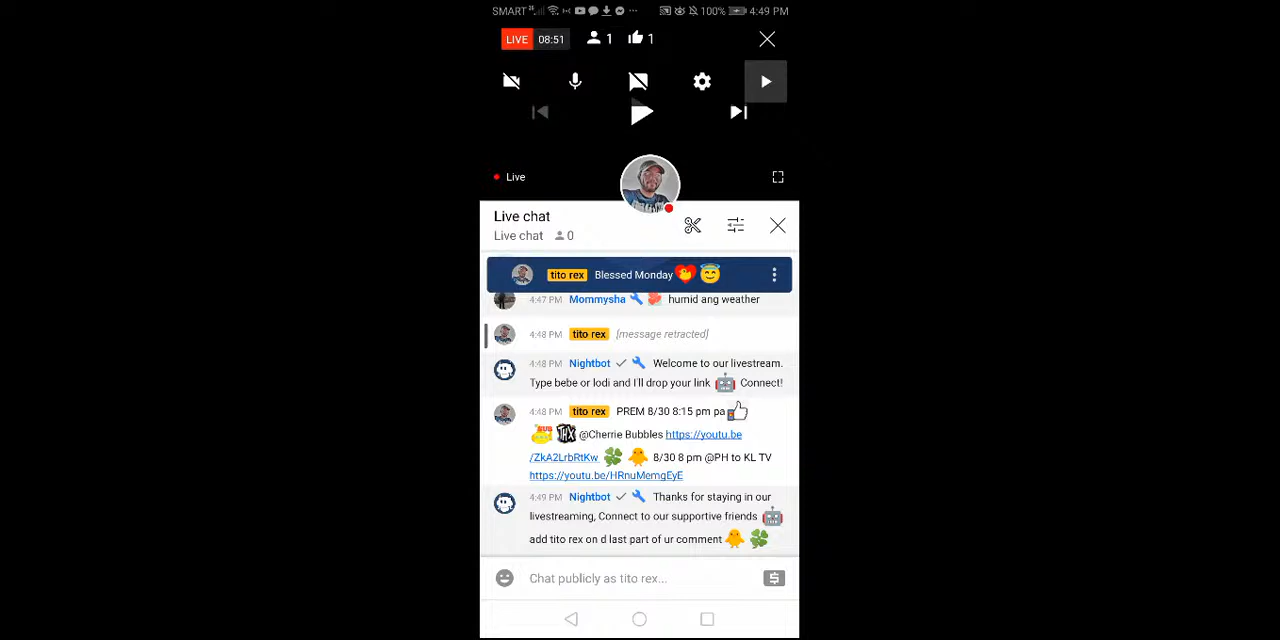 SMART 100% 4:49 PM
LIVE 08:51 1 1
Live
Live chat
Live chat 0
tito rex Blessed Monday
4:47 PM Mommysha humid ang weather
4:48 PM tito rex [message retracted]
4:48 PM Nightbot Welcome to our livestream.
Type bebe or lodi and I'll drop your link Connect!
4:48 PM tito rex PREM 8/30 8:15 pm pa
@Cherrie Bubbles https://youtu.be
/ZkA2LrbRtKw 8/30 8 pm @PH to KL TV
https://youtu.be/HRnuMemgEyE
4:49 PM Nightbot Thanks for staying in our
livestreaming, Connect to our supportive friends
add tito rex on d last part of ur comment
Chat publicly as tito rex...